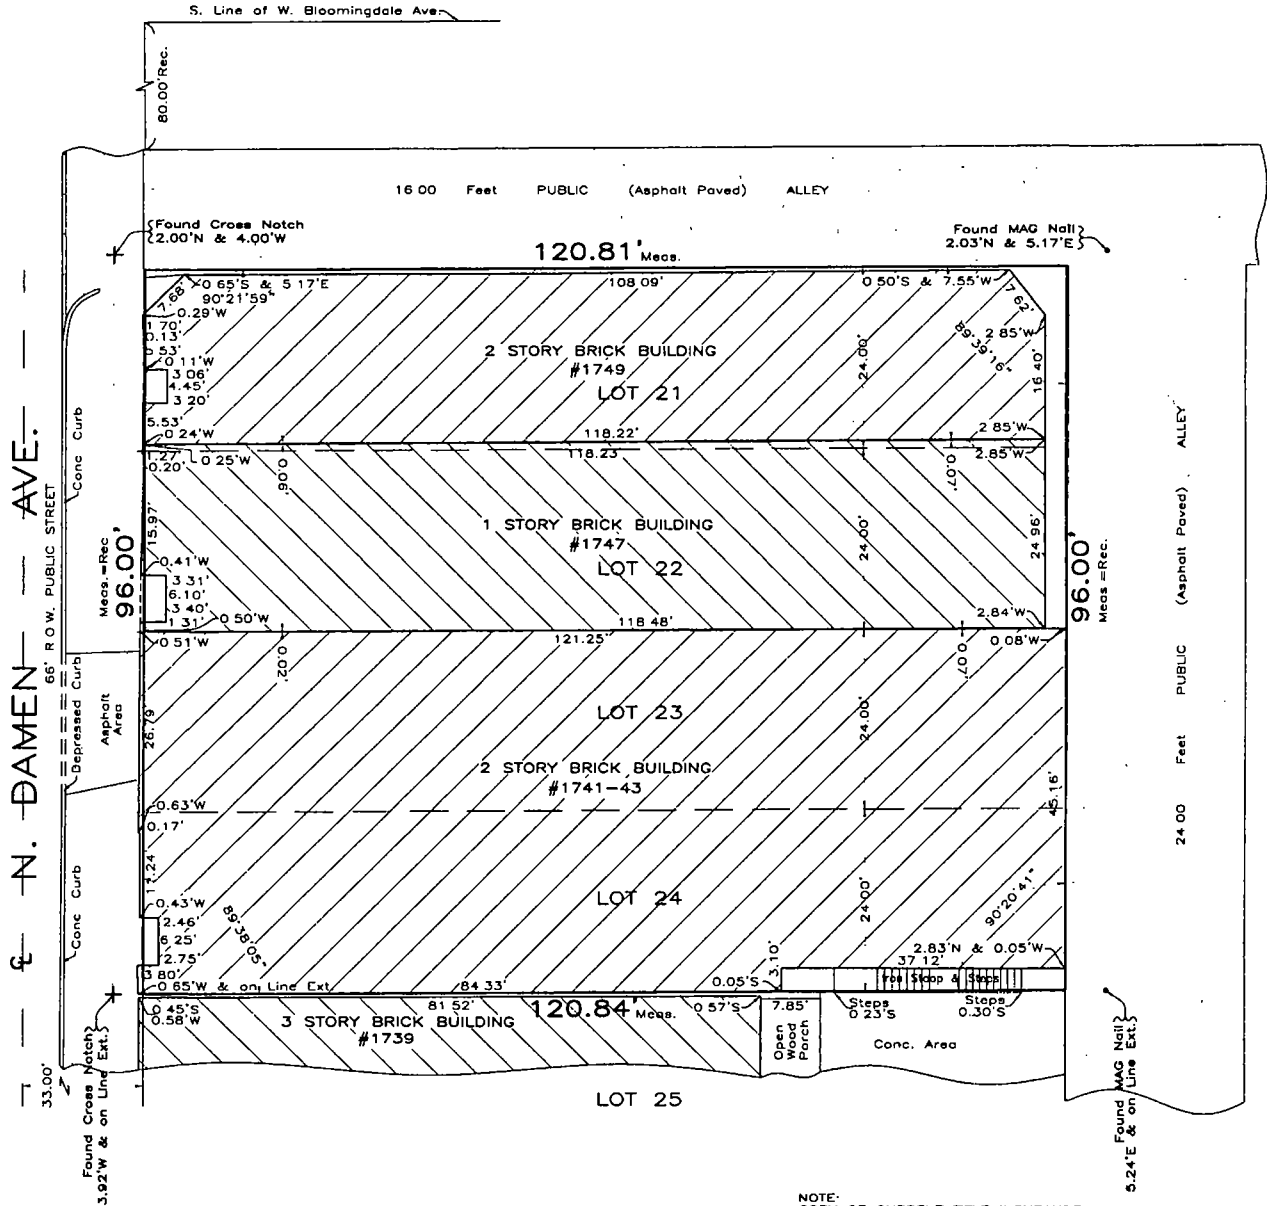 S. Line of W. Bloomingdale Ave.
80.00'Rec.
16 00 Feet PUBLIC (Asphalt Paved) ALLEY
Found Cross Notch
2.00'N & 4.00'W
Found MAG Nail
2.03'N & 5.17'E
120.81' Meas.
108 09'
0 65'S & 5 17'E
90°21'59"
0 50'S & 7.55'W
7.68'
7 62'
0.29'W
1 70'
0.13'
0.11'W
3 06'
4.45'
3 20'
5.53'
0 24'W
2 STORY BRICK BUILDING
#1749
LOT 21
24.00'
2 85'W
89°39'16"
16 40'
118.22'
2 85'W
118.23'
2.85'W
1.27'
0.20'
0 25'W
0.06'
0.07'
15.97'
1 STORY BRICK BUILDING
#1747
LOT 22
24.00'
24 96'
0.41'W
3 31'
6.10'
3 40'
1 31'
0 50'W
118 48'
2.84'W
0 51'W
121.25'
0 08'W
0.02'
0.07'
96.00'
Meas.=Rec
96.00'
Meas =Rec.
LOT 23
24.00'
26.79'
2 STORY BRICK BUILDING
#1741-43
0.63'W
0.17'
45.16'
LOT 24
24.00'
0.43'W
2.46'
6 25'
2.75'
3 80'
0 65'W & on Line Ext
89°38'05"
90°20'41"
2.83'N & 0.05'W
37 12'
3.10'
0.05'S
Iron Stoop & Steps
84.33'
120.84' Meas.
0 45'S
0.58'W
81 52'
0 57'S
7.85'
Steps
0.23'S
Steps
0.30'S
3 STORY BRICK BUILDING
#1739
Open
Wood
Porch
Conc. Area
LOT 25
N. DAMEN AVE.
66' R O W. PUBLIC STREET
Conc Curb
Depressed Curb
Asphalt
Area
Conc Curb
33.00'
Found Cross Notch
3.92'W & on Line Ext.
Found MAG Nail
5.24'E & on Line Ext.
24 00 Feet PUBLIC (Asphalt Paved) ALLEY
NOTE